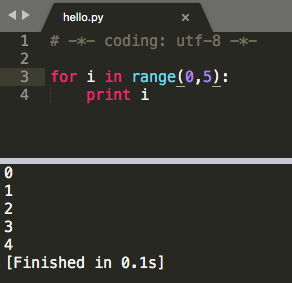 hello.py
1 # -*- coding: utf-8 -*-
2
3 for i in range(0,5):
4     print i
0
1
2
3
4
[Finished in 0.1s]